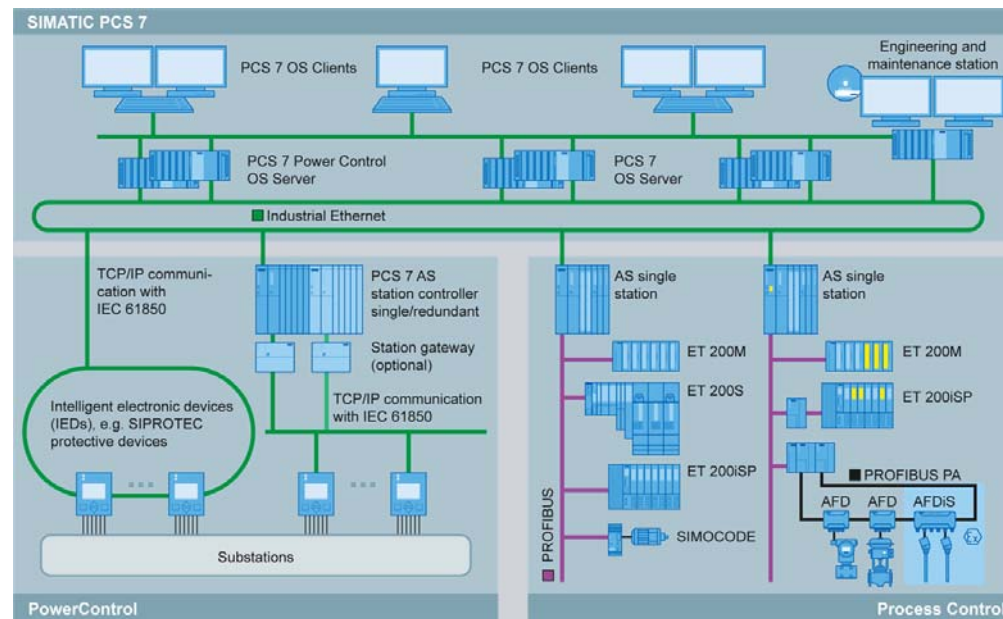 SIMATIC PCS 7
PCS 7 OS Clients
PCS 7 OS Clients
Engineering and
maintenance station
PCS 7 Power Control
OS Server
PCS 7
OS Server
Industrial Ethernet
TCP/IP communi-
cation with
IEC 61850
PCS 7 AS
station controller
single/redundant
Station gateway
(optional)
TCP/IP communication
with IEC 61850
Intelligent electronic devices
(IEDs), e.g. SIPROTEC
protective devices
Substations
PowerControl
AS single
station
ET 200M
ET 200S
ET 200iSP
SIMOCODE
PROFIBUS
AS single
station
ET 200M
ET 200iSP
PROFIBUS PA
AFD
AFD
AFDiS
Ex
Process Control